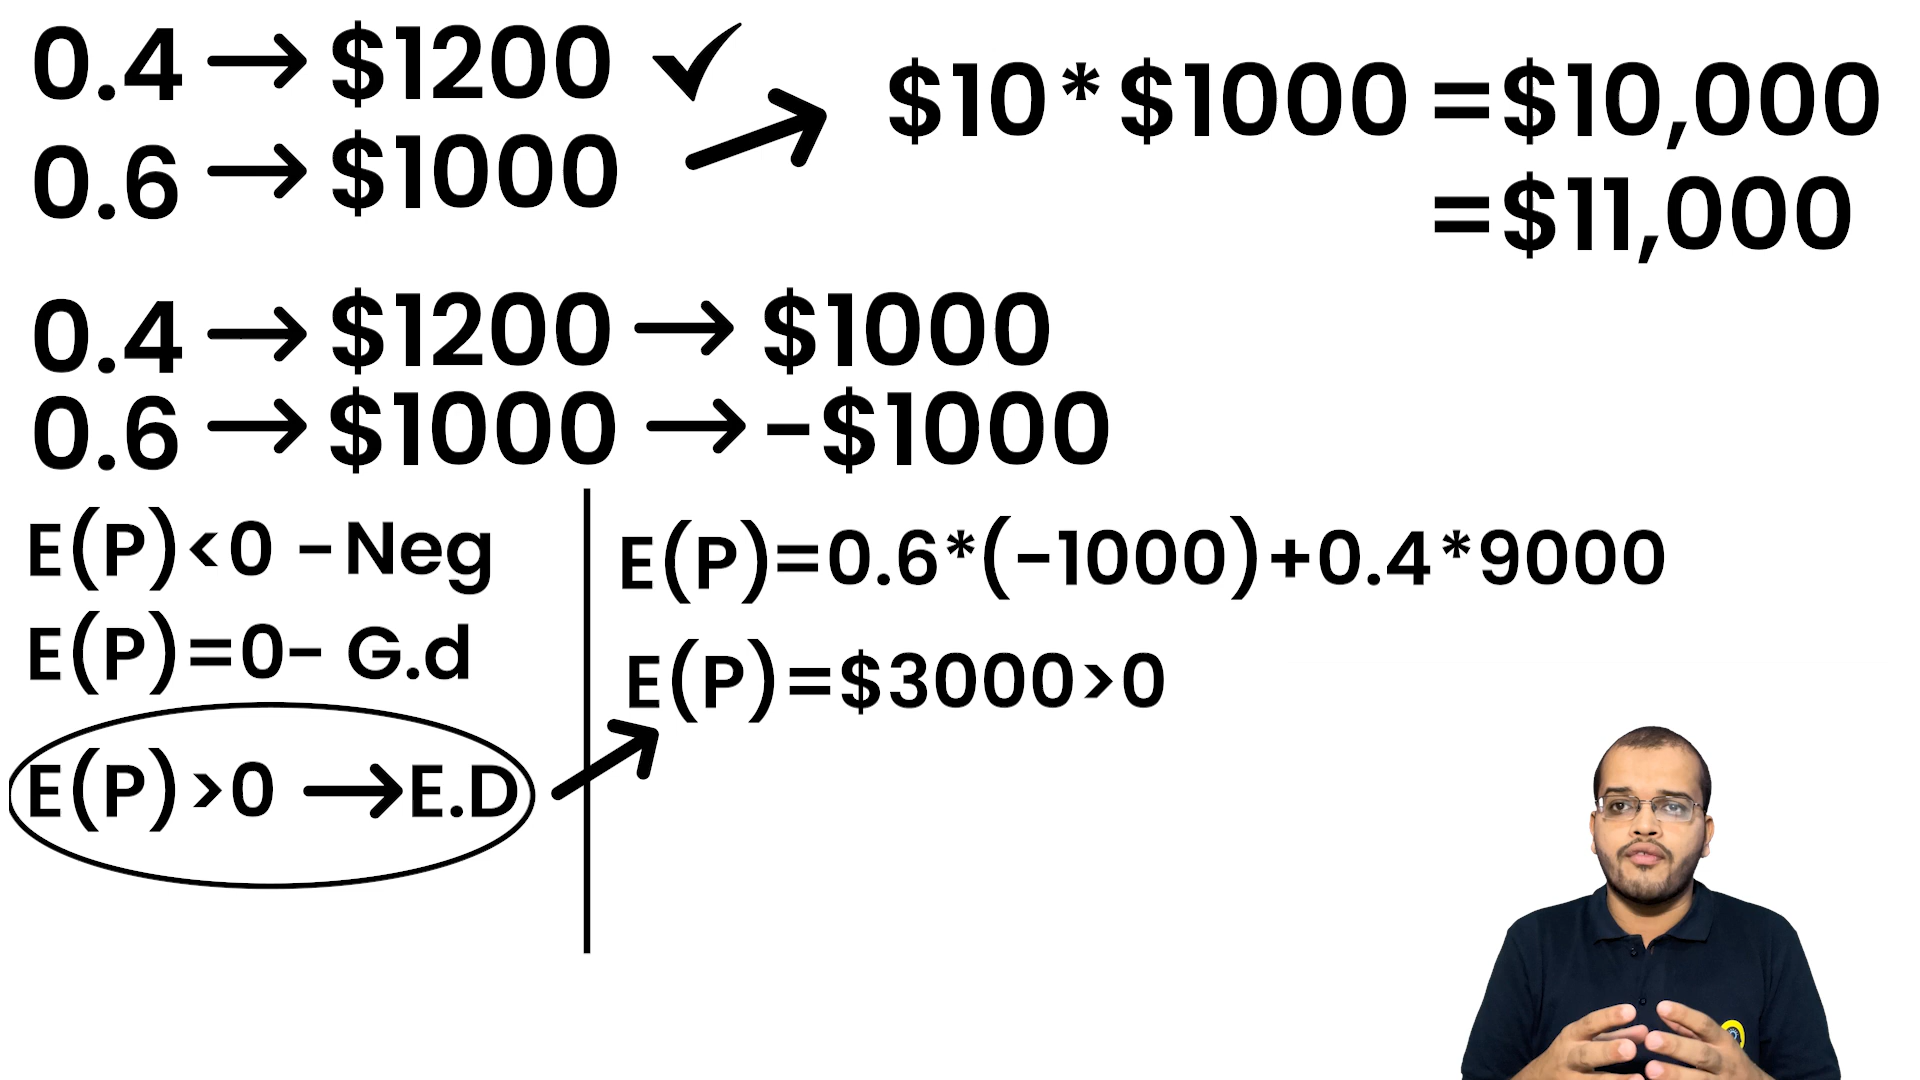 0.4 → $1200 ✓
0.6 → $1000
$10*$1000=$10,000
=$11,000
0.4 → $1200 → $1000
0.6 → $1000 → -$1000
E(P)<0 -Neg
E(P)=0- G.d
E(P)>0 →E.D
E(P)=0.6*(-1000)+0.4*9000
E(P)=$3000>0